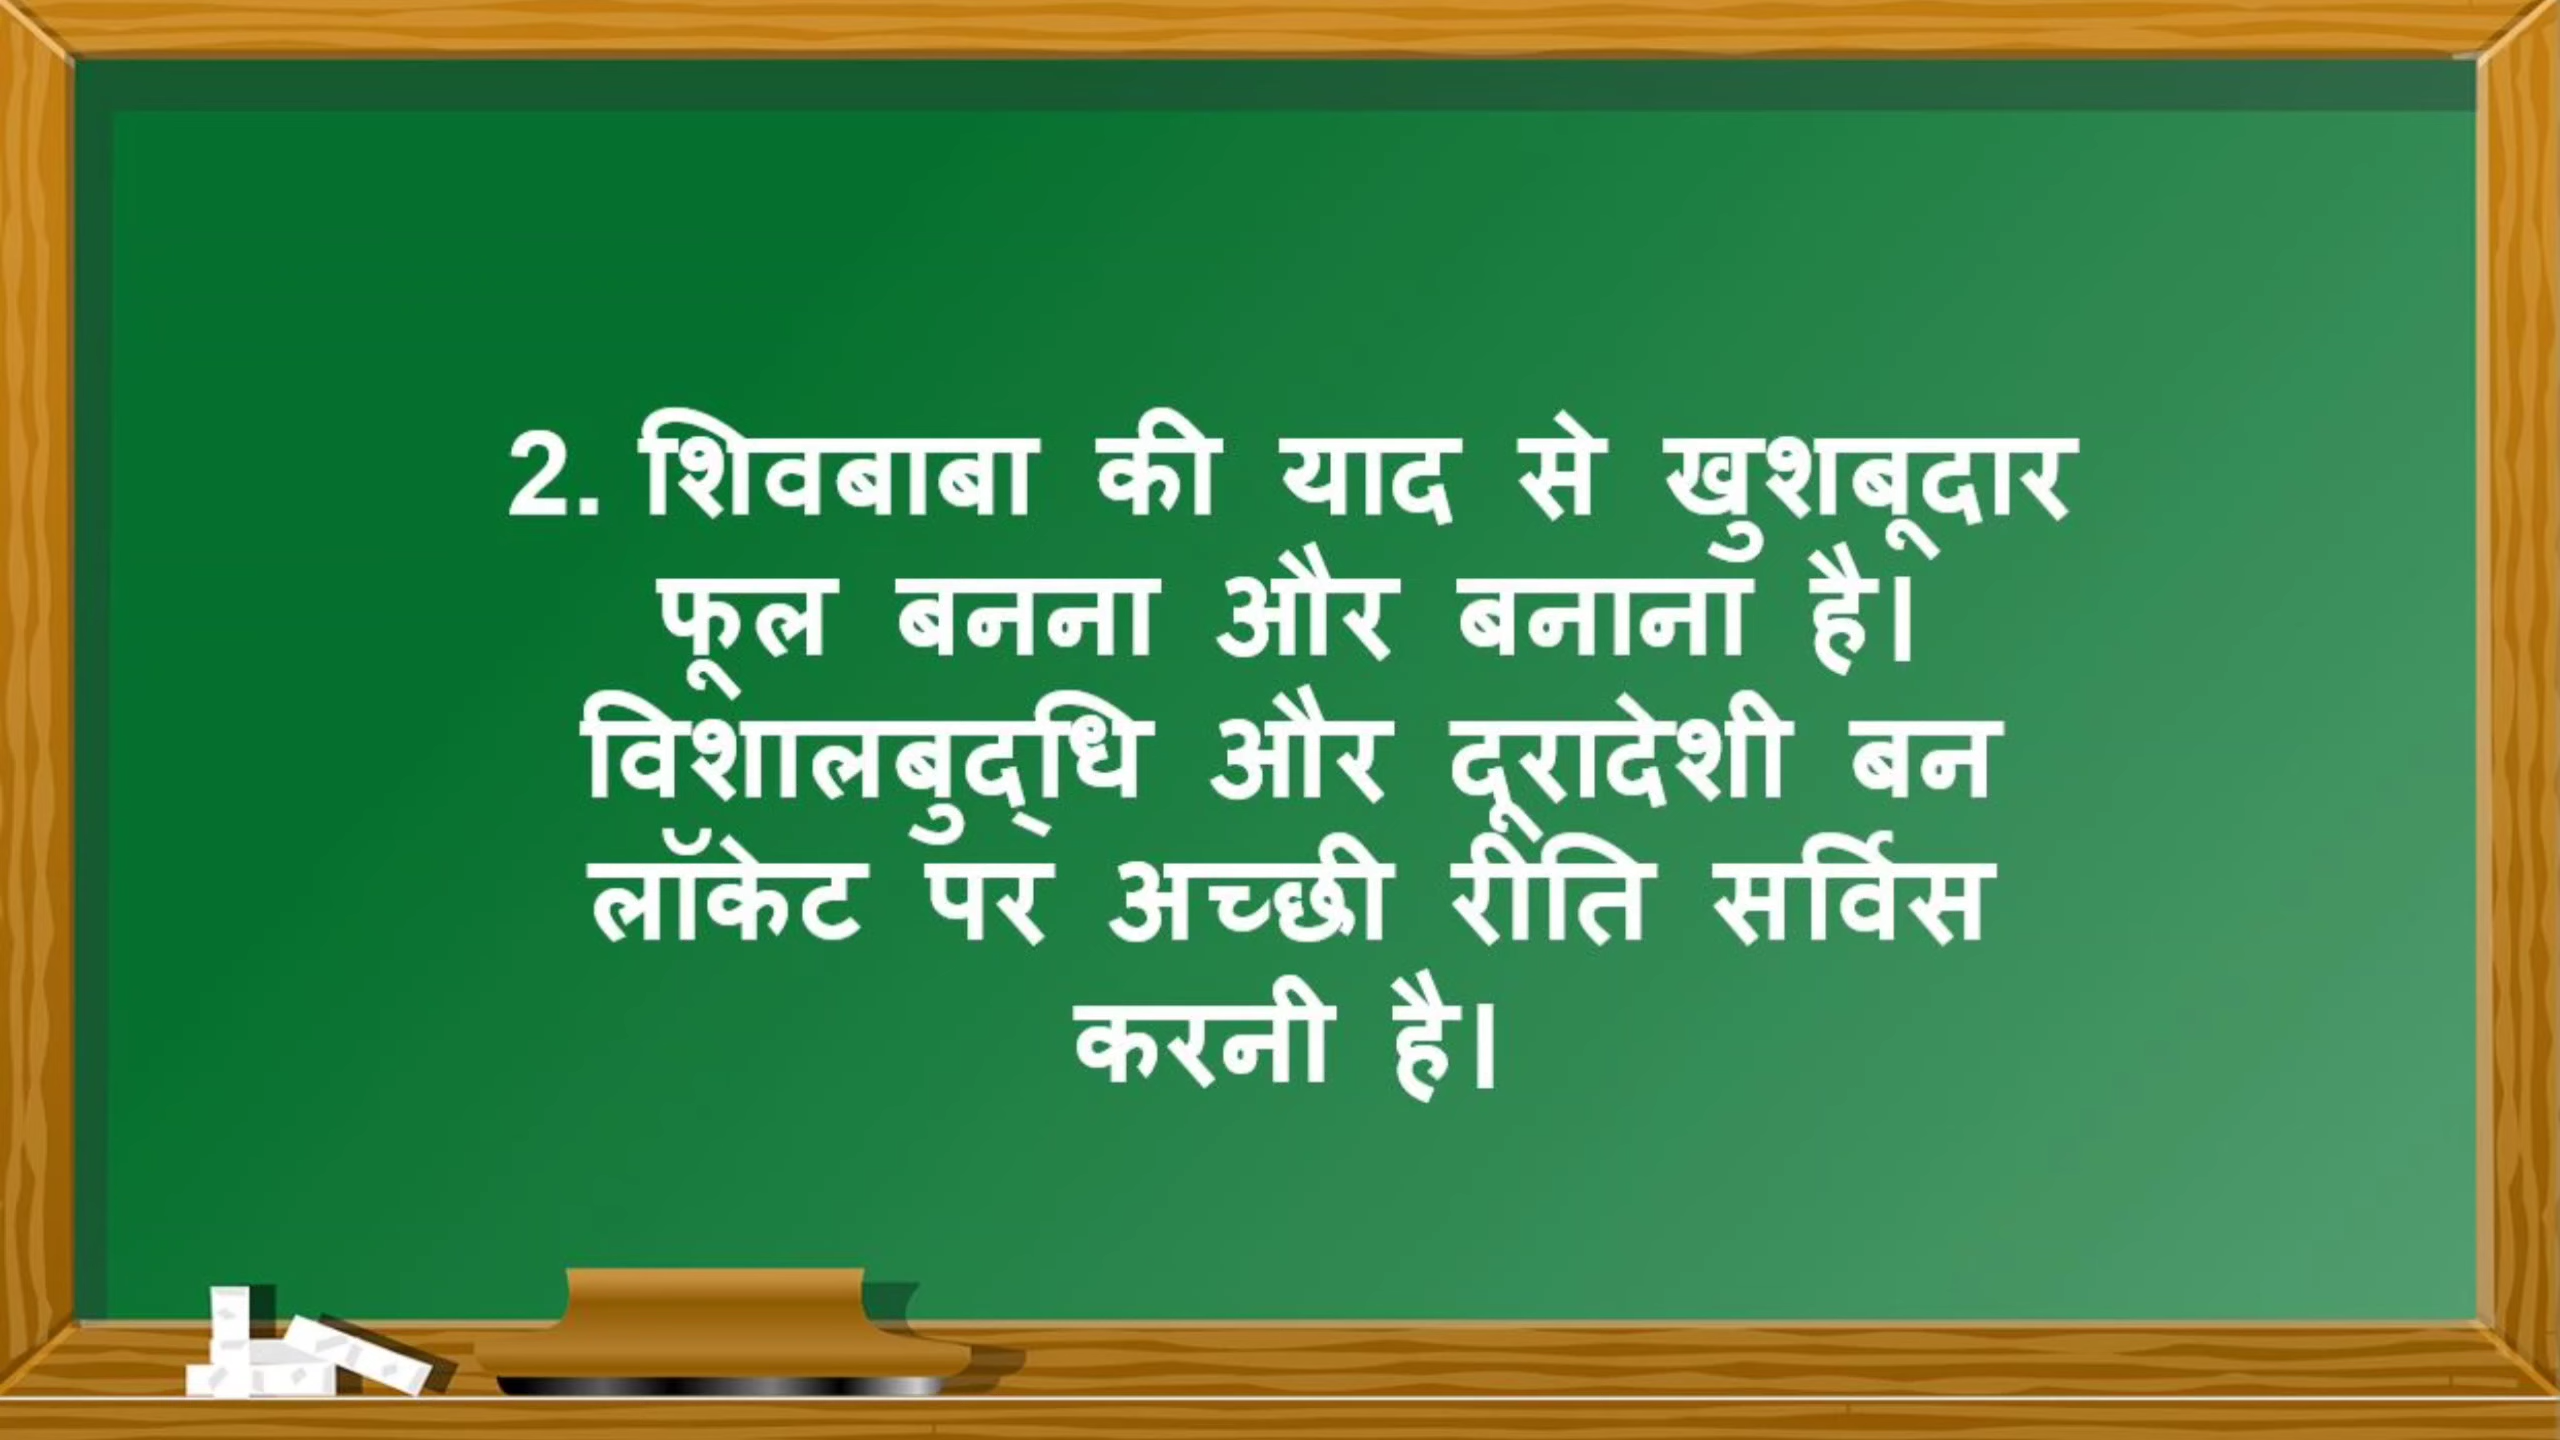 2. शिवबाबा की याद से खुशबूदार
फूल बनना और बनाना है।
विशालबुद्धि और दूरादेशी बन
लॉकेट पर अच्छी रीति सर्विस
करनी है।